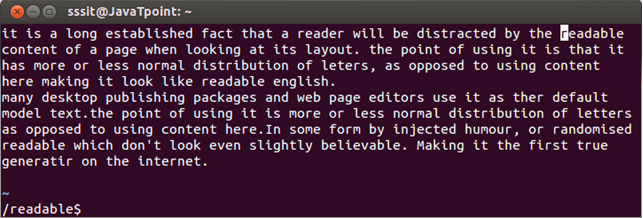 sssit@JavaTpoint: ~
it is a long established fact that a reader will be distracted by the readable
content of a page when looking at its layout. the point of using it is that it
has more or less normal distribution of leters, as opposed to using content
here making it look like readable english.
many desktop publishing packages and web page editors use it as ther default
model text.the point of using it is more or less normal distribution of letters
as opposed to using content here.In some form by injected humour, or randomised
readable which don't look even slightly believable. Making it the first true
generatir on the internet.
~
/readable$